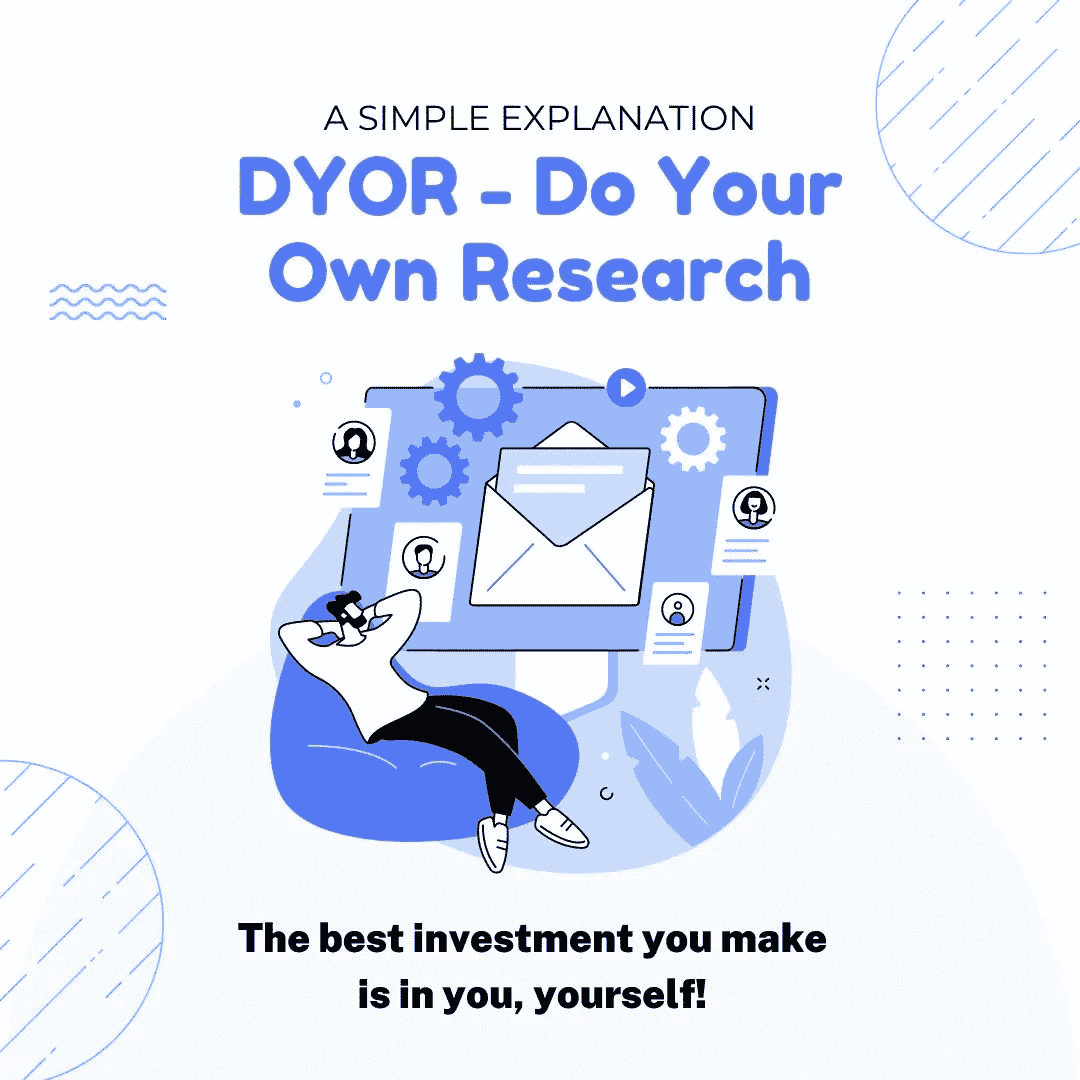 A SIMPLE EXPLANATION
DYOR - Do Your
Own Research
The best investment you make
is in you, yourself!